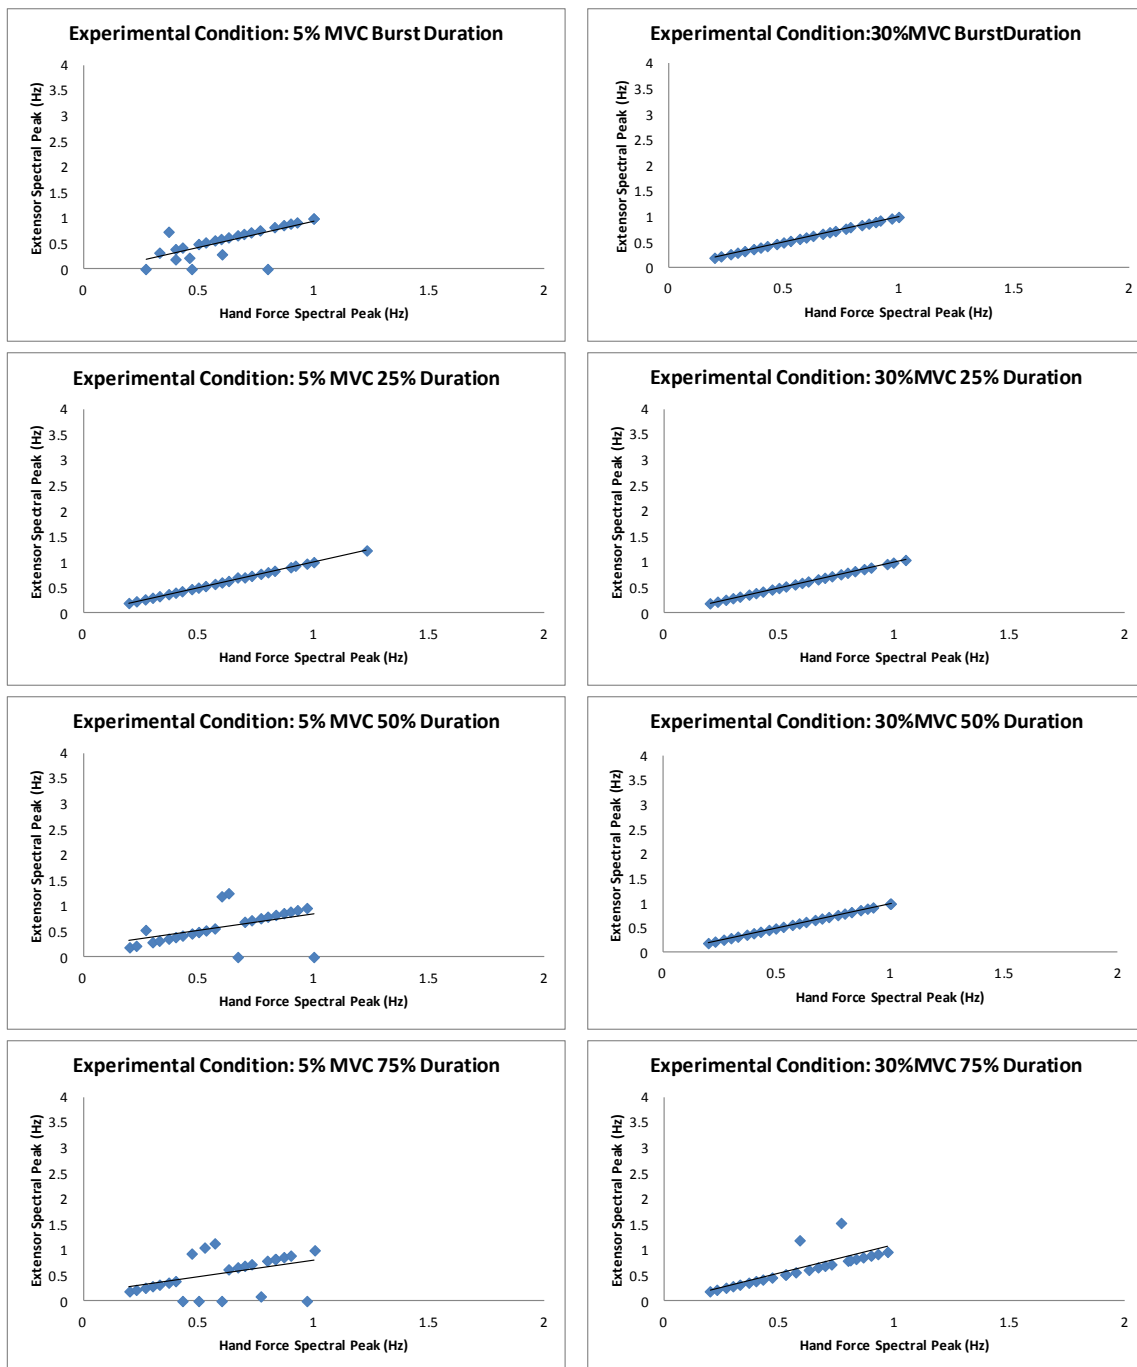 Experimental Condition: 5% MVC Burst Duration
Extensor Spectral Peak (Hz)
4
3.5
3
2.5
2
1.5
1
0.5
0
0 0.5 1 1.5 2
Hand Force Spectral Peak (Hz)
Experimental Condition:30%MVC BurstDuration
Extensor Spectral Peak (Hz)
4
3.5
3
2.5
2
1.5
1
0.5
0
0 0.5 1 1.5 2
Hand Force Spectral Peak (Hz)
Experimental Condition: 5% MVC 25% Duration
Extensor Spectral Peak (Hz)
4
3.5
3
2.5
2
1.5
1
0.5
0
0 0.5 1 1.5 2
Hand Force Spectral Peak (Hz)
Experimental Condition: 30%MVC 25% Duration
Extensor Spectral Peak (Hz)
4
3.5
3
2.5
2
1.5
1
0.5
0
0 0.5 1 1.5 2
Hand Force Spectral Peak (Hz)
Experimental Condition: 5% MVC 50% Duration
Extensor Spectral Peak (Hz)
4
3.5
3
2.5
2
1.5
1
0.5
0
0 0.5 1 1.5 2
Hand Force Spectral Peak (Hz)
Experimental Condition: 30%MVC 50% Duration
Extensor Spectral Peak (Hz)
4
3.5
3
2.5
2
1.5
1
0.5
0
0 0.5 1 1.5 2
Hand Force Spectral Peak (Hz)
Experimental Condition: 5% MVC 75% Duration
Extensor Spectral Peak (Hz)
4
3.5
3
2.5
2
1.5
1
0.5
0
0 0.5 1 1.5 2
Hand Force Spectral Peak (Hz)
Experimental Condition: 30%MVC 75% Duration
Extensor Spectral Peak (Hz)
4
3.5
3
2.5
2
1.5
1
0.5
0
0 0.5 1 1.5 2
Hand Force Spectral Peak (Hz)